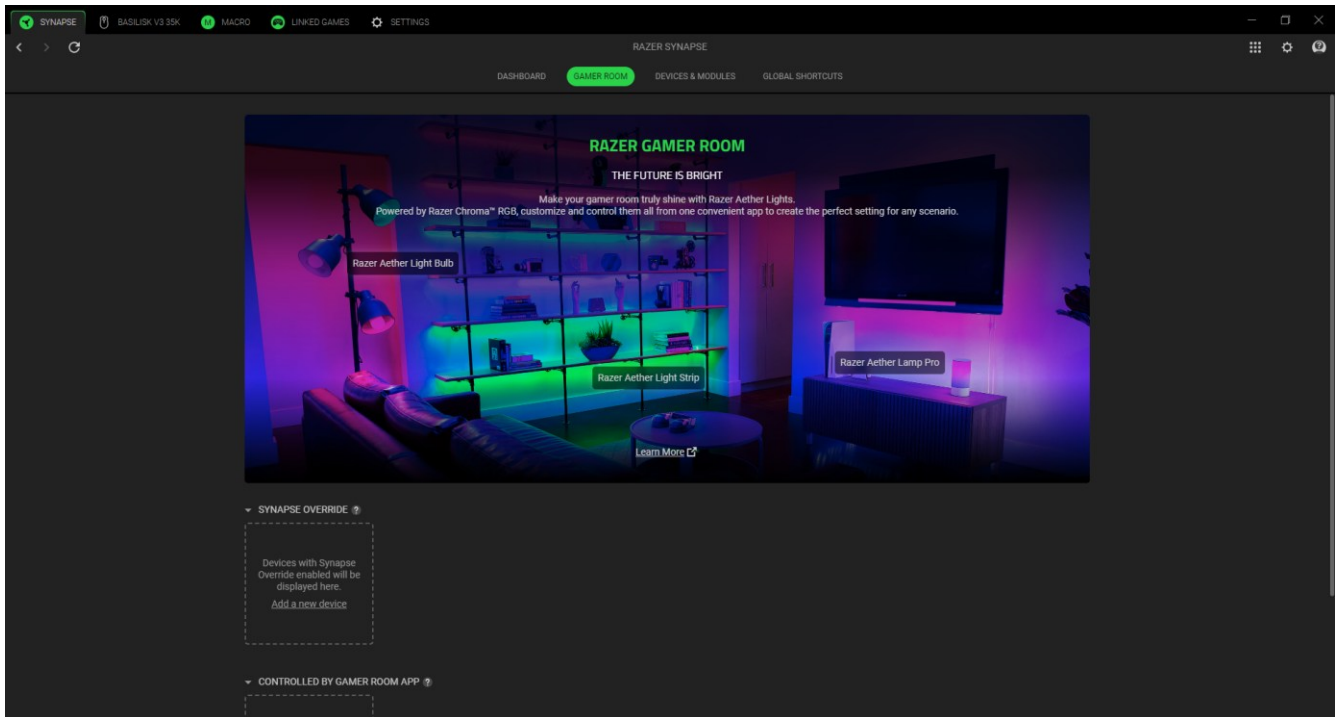 SYNAPSE
BASILISK V3 35K
M
MACRO
LINKED GAMES
SETTINGS
RAZER SYNAPSE
DASHBOARD
GAMER ROOM
DEVICES & MODULES
GLOBAL SHORTCUTS
RAZER GAMER ROOM
THE FUTURE IS BRIGHT
Make your gamer room truly shine with Razer Aether Lights.
Powered by Razer Chroma™ RGB, customize and control them all from one convenient app to create the perfect setting for any scenario.
Razer Aether Light Bulb
Razer Aether Lamp Pro
Razer Aether Light Strip
Learn More
SYNAPSE OVERRIDE ?
Devices with Synapse
Override enabled will be
displayed here.
Add a new device
CONTROLLED BY GAMER ROOM APP ?